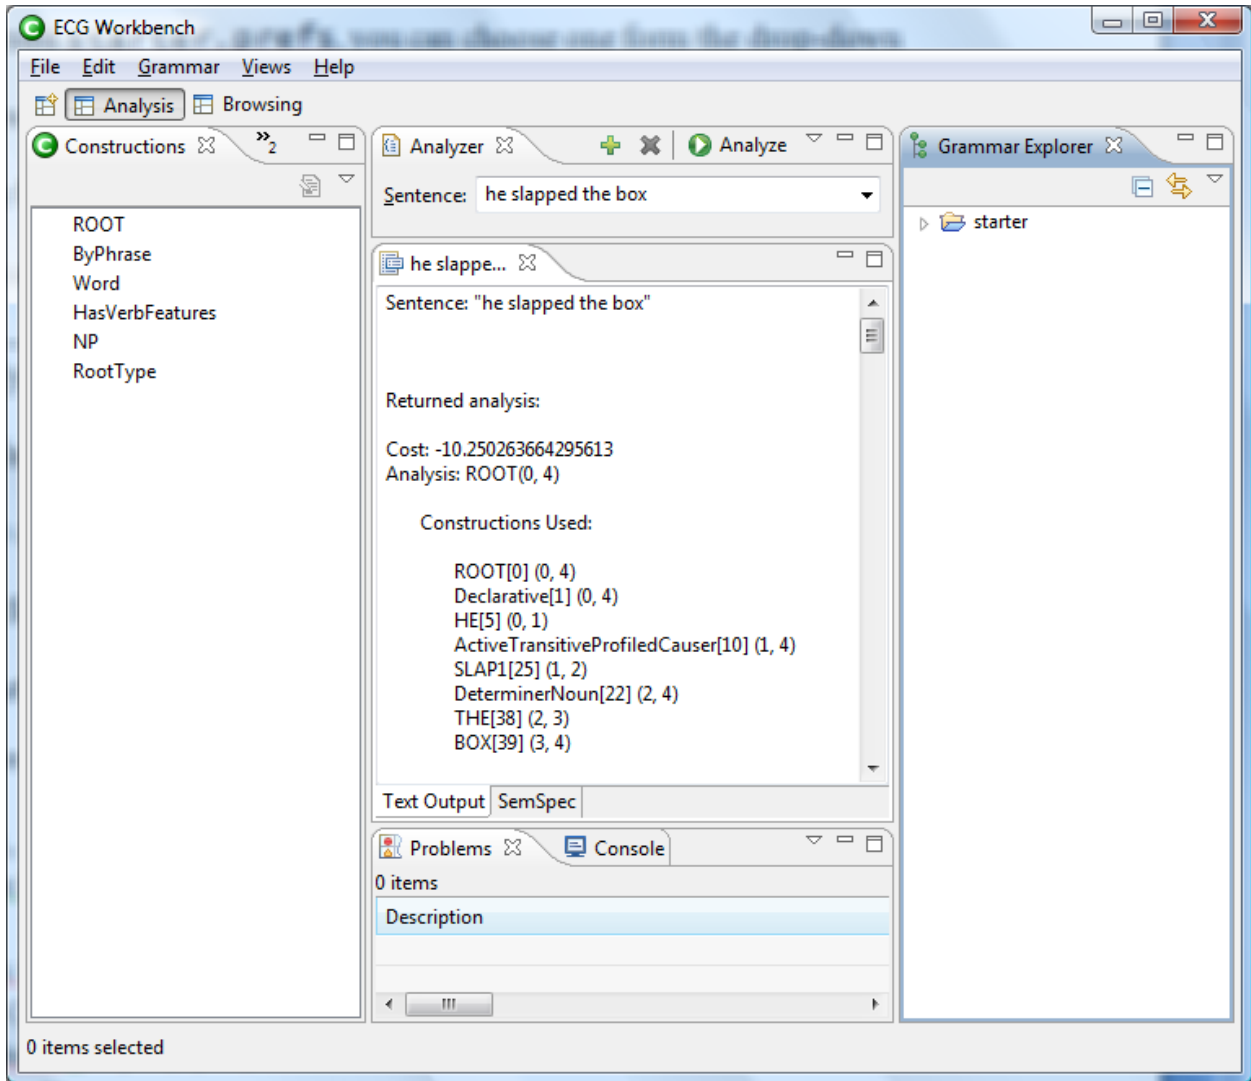 ECG Workbench
File Edit Grammar Views Help
Analysis Browsing
Constructions »2
ROOT
ByPhrase
Word
HasVerbFeatures
NP
RootType
Analyzer Analyze
Sentence: he slapped the box
he slappe...
Sentence: "he slapped the box"
Returned analysis:
Cost: -10.250263664295613
Analysis: ROOT(0, 4)
Constructions Used:
ROOT[0] (0, 4)
Declarative[1] (0, 4)
HE[5] (0, 1)
ActiveTransitiveProfiledCauser[10] (1, 4)
SLAP1[25] (1, 2)
DeterminerNoun[22] (2, 4)
THE[38] (2, 3)
BOX[39] (3, 4)
Text Output SemSpec
Problems Console
0 items
Description
Grammar Explorer
starter
0 items selected